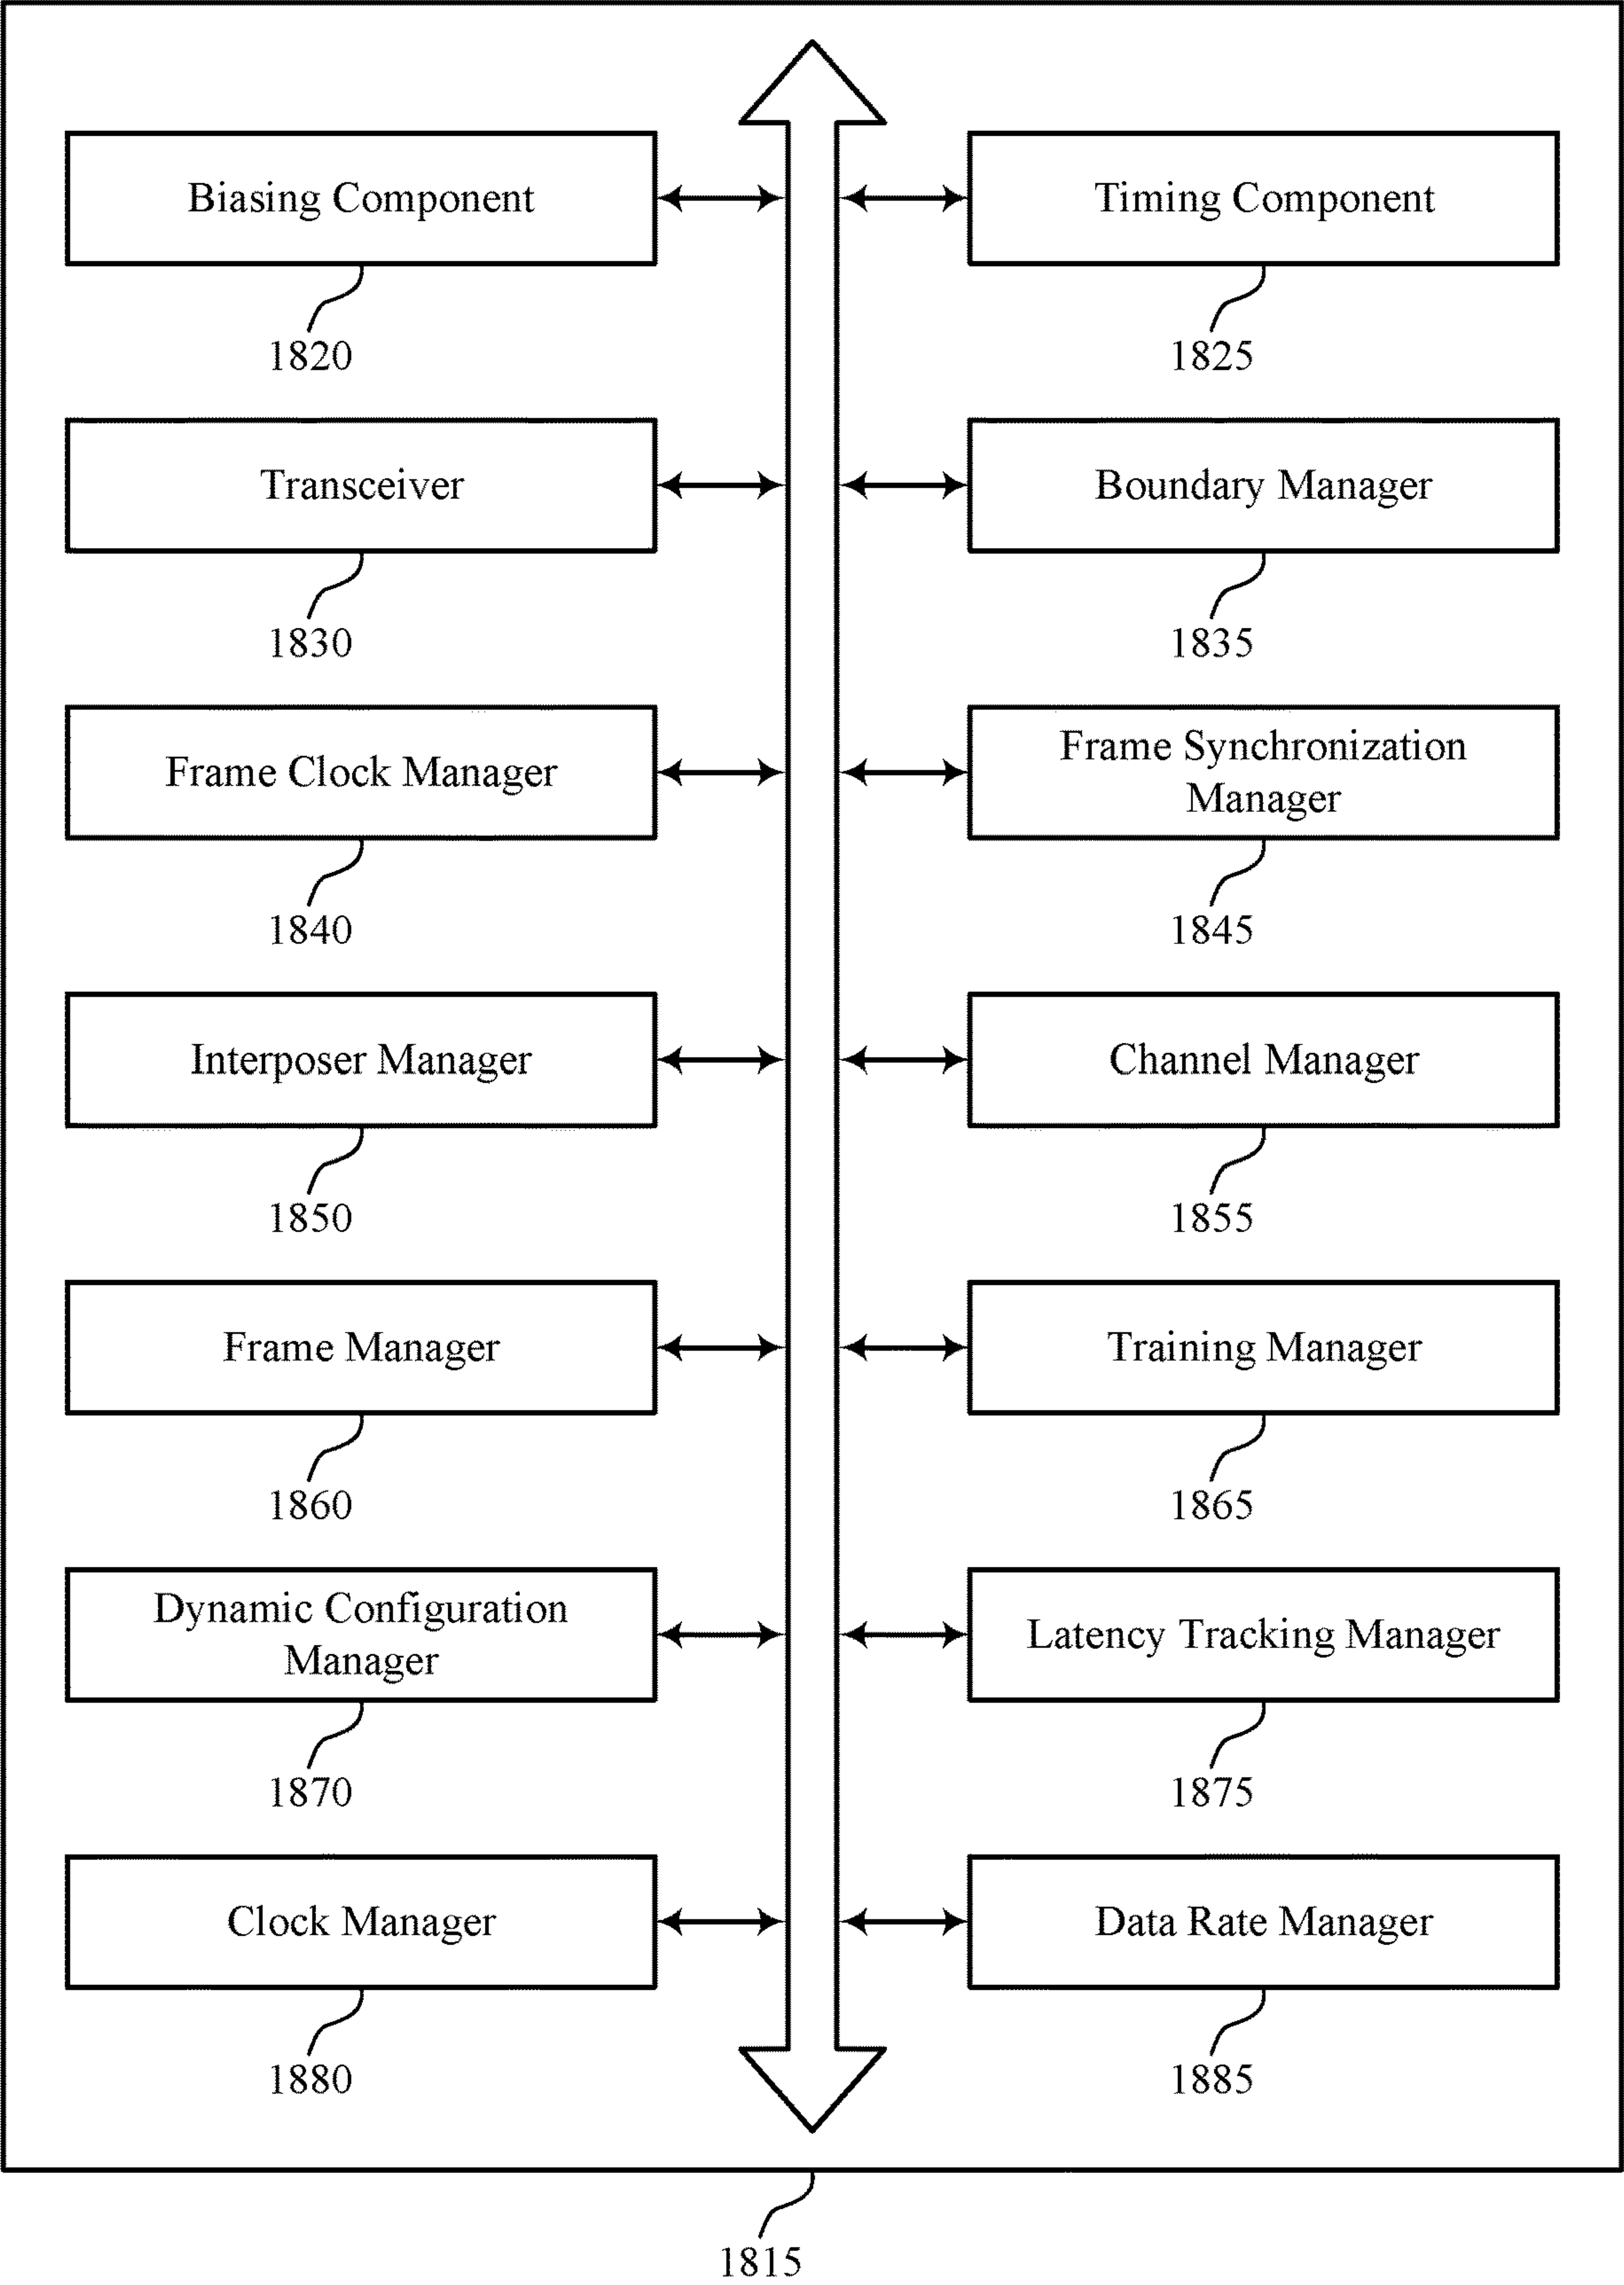 Biasing Component
Timing Component
1820
1825
Transceiver
Boundary Manager
1830
1835
Frame Clock Manager
Frame Synchronization
Manager
1840
1845
Interposer Manager
Channel Manager
1850
1855
Frame Manager
Training Manager
1860
1865
Dynamic Configuration
Manager
Latency Tracking Manager
1870
1875
Clock Manager
Data Rate Manager
1880
1885
1815